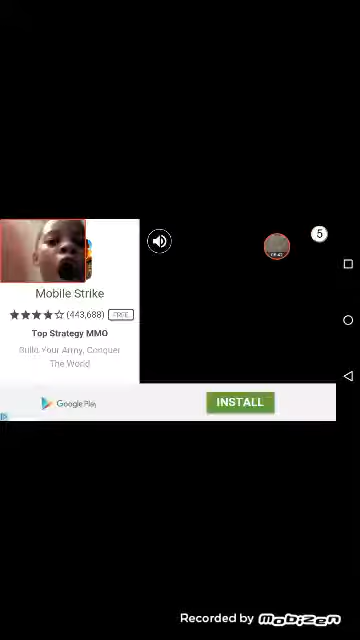 5
Mobile Strike
(443,688) FREE
Top Strategy MMO
Build Your Army, Conquer
The World
Google Play
INSTALL
Recorded by Mobizen